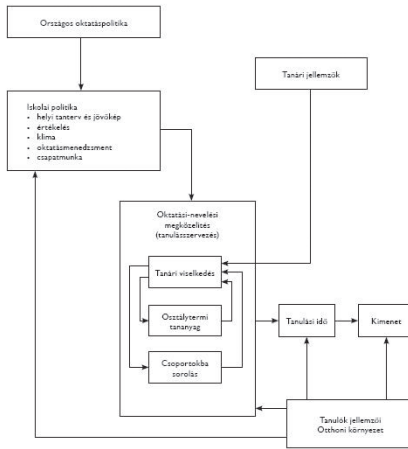 Országos oktatáspolitika
Tanári jellemzők
Iskolai politika
• helyi tanterv és jövőkép
• értékelés
• klíma
• oktatásmenedzsment
• csapatmunka
Oktatási-nevelési
megközelítés
(tanulásszervezés)
Tanári viselkedés
Osztálytermi
tananyag
Csoportokba
sorolás
Tanulási idő
Kimenet
Tanulók jellemzői
Otthoni környezet